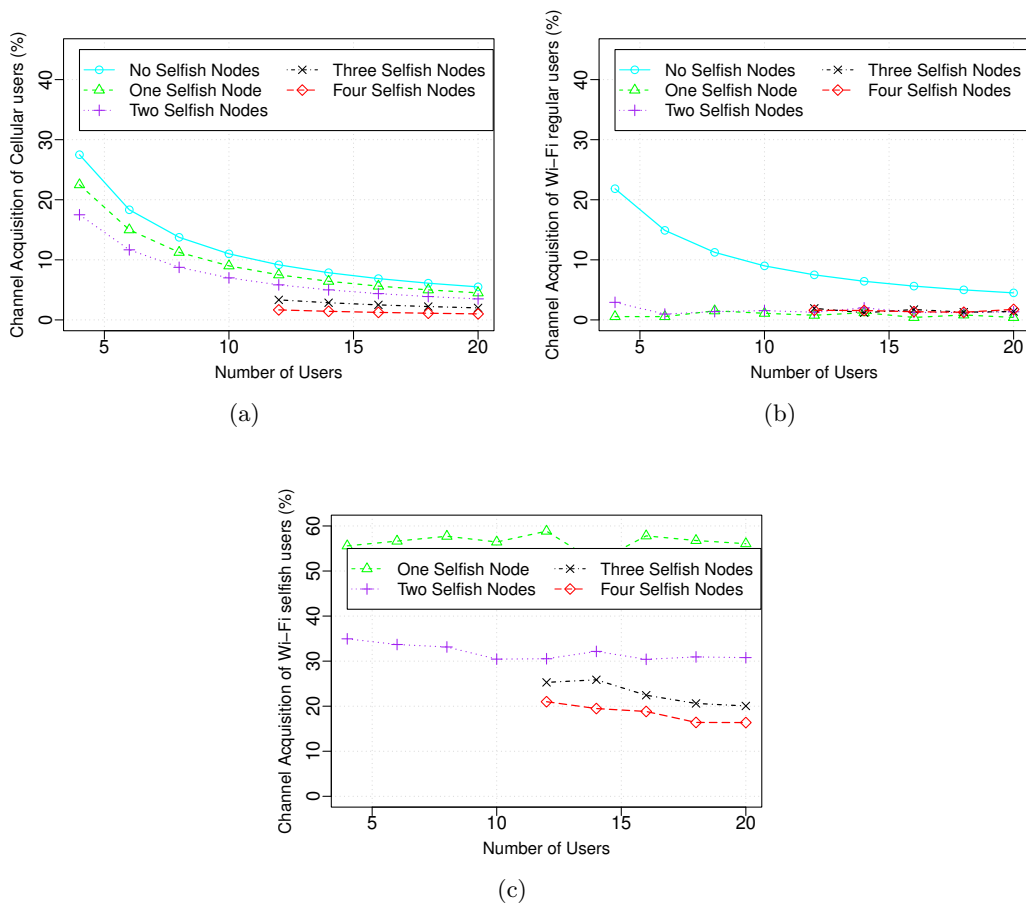 Channel Acquisition of Cellular users (%)
40
30
20
10
0
No Selfish Nodes
One Selfish Node
Two Selfish Nodes
Three Selfish Nodes
Four Selfish Nodes
5 10 15 20
Number of Users
(a)
Channel Acquisition of Wi−Fi regular users (%)
40
30
20
10
0
No Selfish Nodes
One Selfish Node
Two Selfish Nodes
Three Selfish Nodes
Four Selfish Nodes
5 10 15 20
Number of Users
(b)
Channel Acquisition of Wi−Fi selfish users (%)
60
50
40
30
20
10
0
One Selfish Node
Two Selfish Nodes
Three Selfish Nodes
Four Selfish Nodes
5 10 15 20
Number of Users
(c)